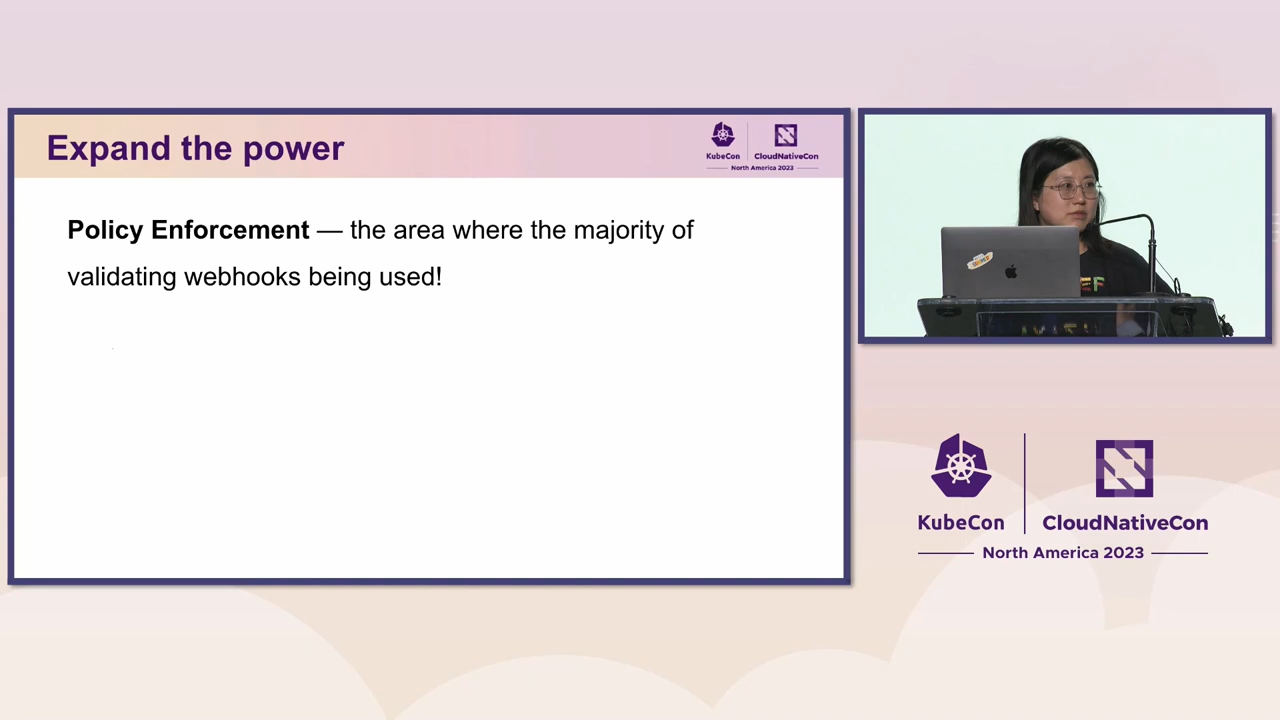 Expand the power
KubeCon
CloudNativeCon
North America 2023
Policy Enforcement — the area where the majority of
validating webhooks being used!
KubeCon
CloudNativeCon
North America 2023